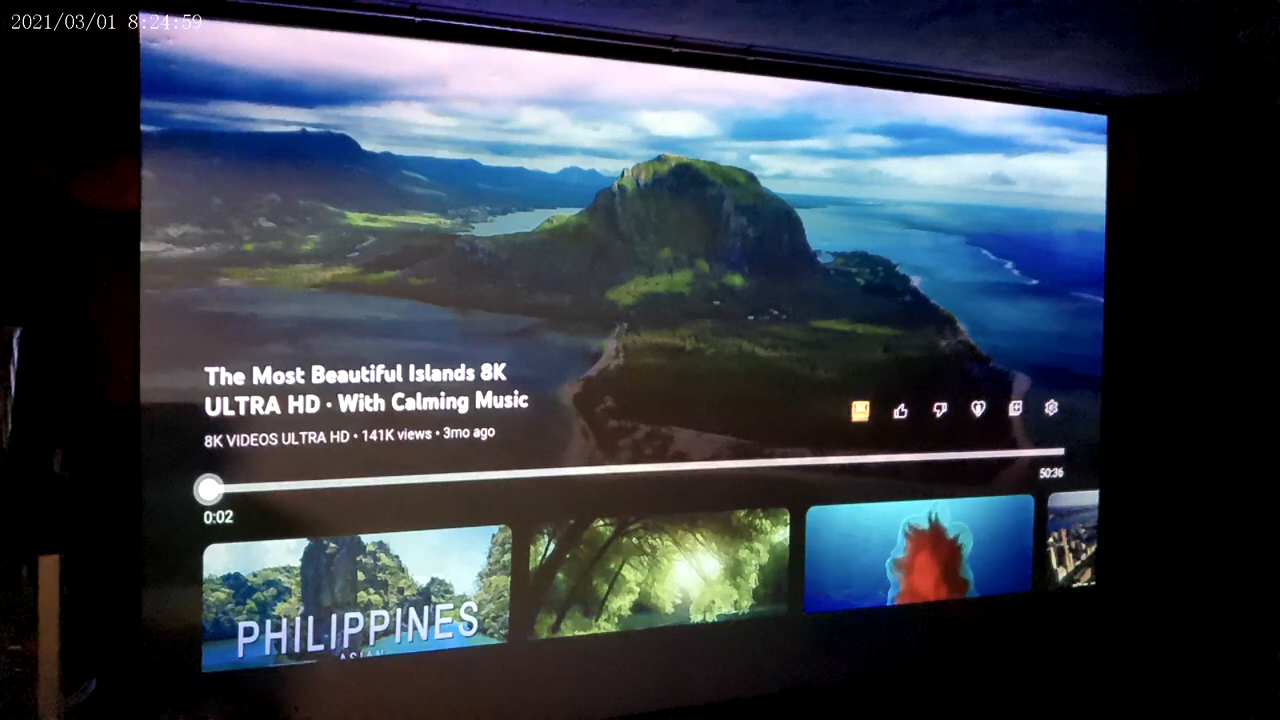 2021/03/01 8:24:59
The Most Beautiful Islands 8K
ULTRA HD · With Calming Music
8K VIDEOS ULTRA HD • 141K views • 3mo ago
50:36
0:02
PHILIPPINES
ASIAN